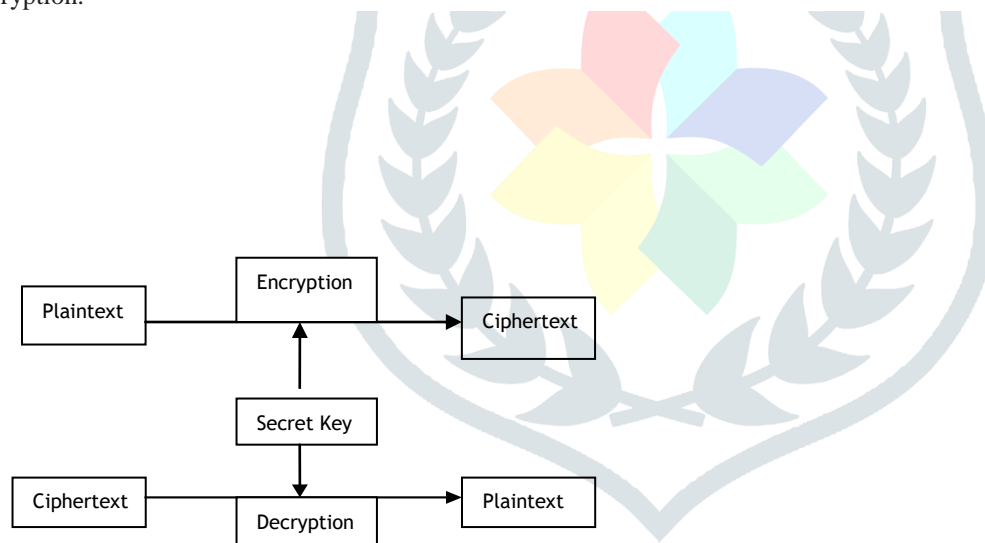 ryption.
Encryption
Plaintext
Ciphertext
Secret Key
Ciphertext
Plaintext
Decryption